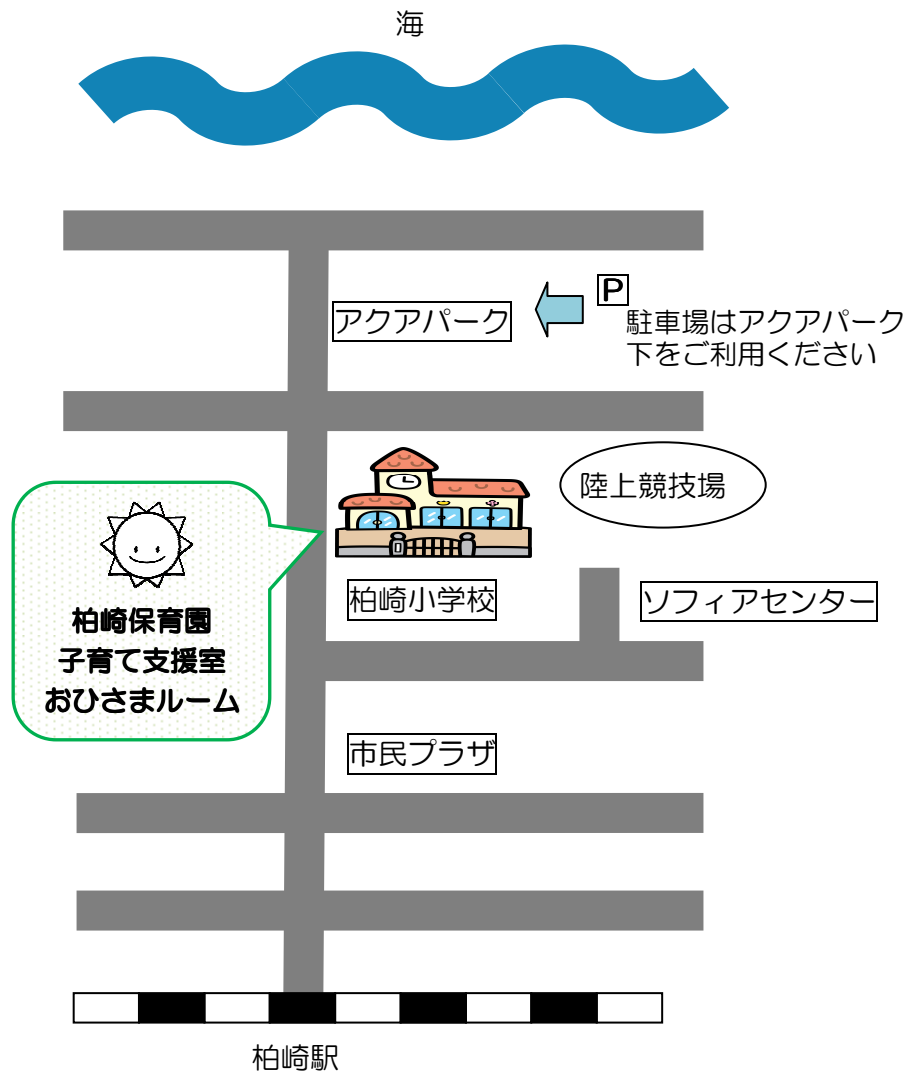 海
アクアパーク
P
駐車場はアクアパーク
下をご利用ください
陸上競技場
柏崎小学校
ソフィアセンター
柏崎保育園
子育て支援室
おひさまルーム
市民プラザ
柏崎駅